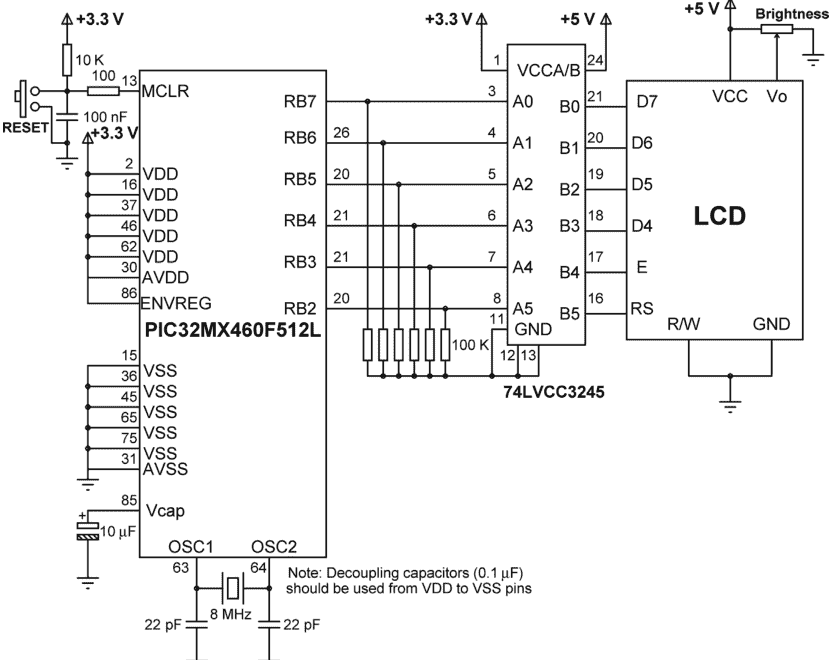 +3.3 V
10 K
100
13
MCLR
100 nF
RESET
+3.3 V
2
VDD
16
VDD
37
VDD
46
VDD
62
VDD
30
AVDD
86
ENVREG
PIC32MX460F512L
15
VSS
36
VSS
45
VSS
65
VSS
75
VSS
31
AVSS
85
Vcap
+
10 µF
OSC1
OSC2
63
64
8 MHz
22 pF
22 pF
Note: Decoupling capacitors (0.1 µF)
should be used from VDD to VSS pins
RB7
RB6
26
RB5
20
RB4
21
RB3
21
RB2
20
100 K
+3.3 V
+5 V
1
VCCA/B
24
3
A0
B0
21
4
A1
B1
20
5
A2
B2
19
6
A3
B3
18
7
A4
B4
17
8
A5
B5
16
11
GND
12
13
74LVCC3245
+5 V
Brightness
VCC
Vo
D7
D6
D5
D4
E
RS
LCD
R/W
GND